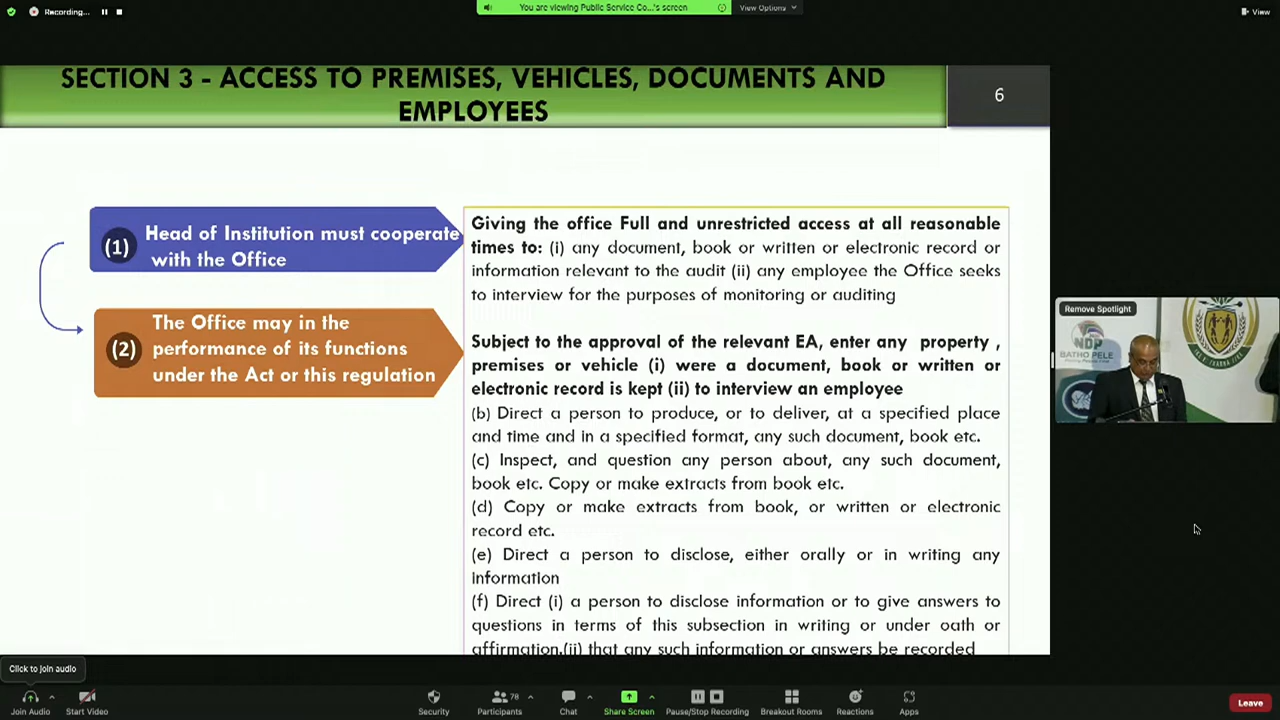 Recording...
You are viewing Public Service Co...'s screen
View Options
View
SECTION 3 - ACCESS TO PREMISES, VEHICLES, DOCUMENTS AND
EMPLOYEES
6
(1)
Head of Institution must cooperate
with the Office
(2)
The Office may in the
performance of its functions
under the Act or this regulation
Giving the office Full and unrestricted access at all reasonable
times to: (i) any document, book or written or electronic record or
information relevant to the audit (ii) any employee the Office seeks
to interview for the purposes of monitoring or auditing
Subject to the approval of the relevant EA, enter any property ,
premises or vehicle (i) were a document, book or written or
electronic record is kept (ii) to interview an employee
(b) Direct a person to produce, or to deliver, at a specified place
and time and in a specified format, any such document, book etc.
(c) Inspect, and question any person about, any such document,
book etc. Copy or make extracts from book etc.
(d) Copy or make extracts from book, or written or electronic
record etc.
(e) Direct a person to disclose, either orally or in writing any
information
(f) Direct (i) a person to disclose information or to give answers to
questions in terms of this subsection in writing or under oath or
affirmation,(ii) that any such information or answers be recorded
Remove Spotlight
NDP
BATHO PELE
Click to join audio
Join Audio
Start Video
Security
78
Participants
Chat
Share Screen
Pause/Stop Recording
Breakout Rooms
Reactions
Apps
Leave